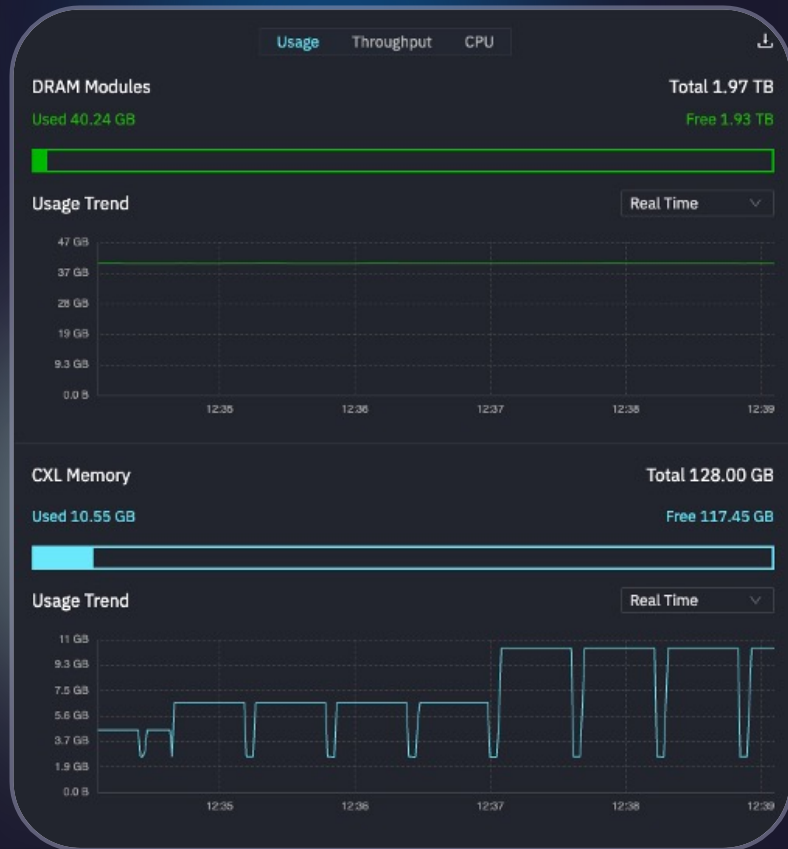 Usage Throughput CPU
DRAM Modules Total 1.97 TB
Used 40.24 GB Free 1.93 TB
Usage Trend Real Time
47 GB
37 GB
28 GB
19 GB
9.3 GB
0.0 B
12:35 12:36 12:37 12:38 12:39
CXL Memory Total 128.00 GB
Used 10.55 GB Free 117.45 GB
Usage Trend Real Time
11 GB
9.3 GB
7.5 GB
5.6 GB
3.7 GB
1.9 GB
0.0 B
12:35 12:36 12:37 12:38 12:39